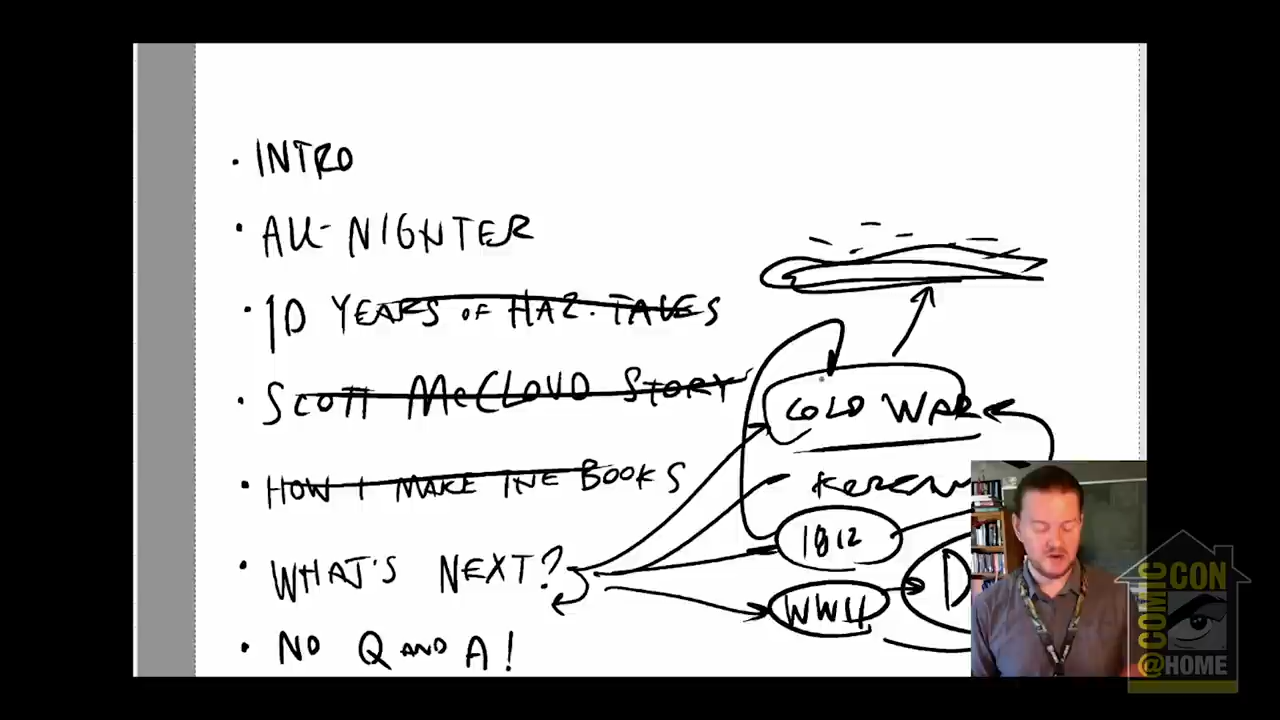 • INTRO
• ALL-NIGHTER
• 10 YEARS OF HAZ. TALES
• SCOTT McCLOUD STORY
• HOW I MAKE THE BOOKS
• WHAT'S NEXT?
• NO Q AND A!
COLD WAR
1812
WW11
D
COMIC
CON
@HOME